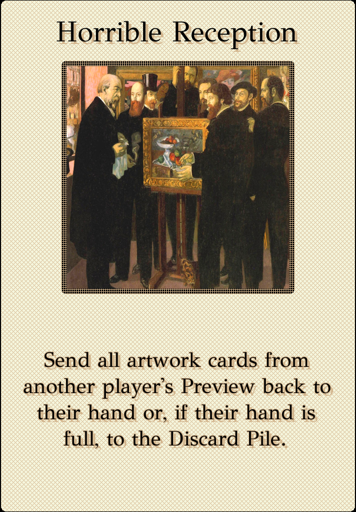 Horrible Reception
Send all artwork cards from
another player's Preview back to
their hand or, if their hand is
full, to the Discard Pile.